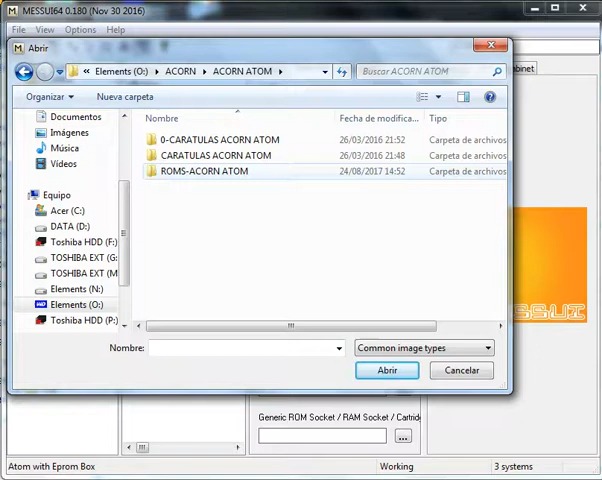 MESSUI64 0.180 (Nov 30 2016)
File View Options Help
Abrir
« Elements (O:) ▸ ACORN ▸ ACORN ATOM ▸
Buscar ACORN ATOM
binet
Organizar Nueva carpeta
Nombre Fecha de modifica... Tipo
Documentos
Imágenes
Música
Vídeos
Equipo
Acer (C:)
DATA (D:)
Toshiba HDD (F:)
TOSHIBA EXT (G:
TOSHIBA EXT (M
Elements (N:)
Elements (O:)
Toshiba HDD (P:)
0-CARATULAS ACORN ATOM 26/03/2016 21:52 Carpeta de archivos
CARATULAS ACORN ATOM 26/03/2016 21:48 Carpeta de archivos
ROMS-ACORN ATOM 24/08/2017 14:52 Carpeta de archivos
SSUI
Nombre: Common image types
Abrir Cancelar
Generic ROM Socket / RAM Socket / Cartrid
...
Atom with Eprom Box Working 3 systems